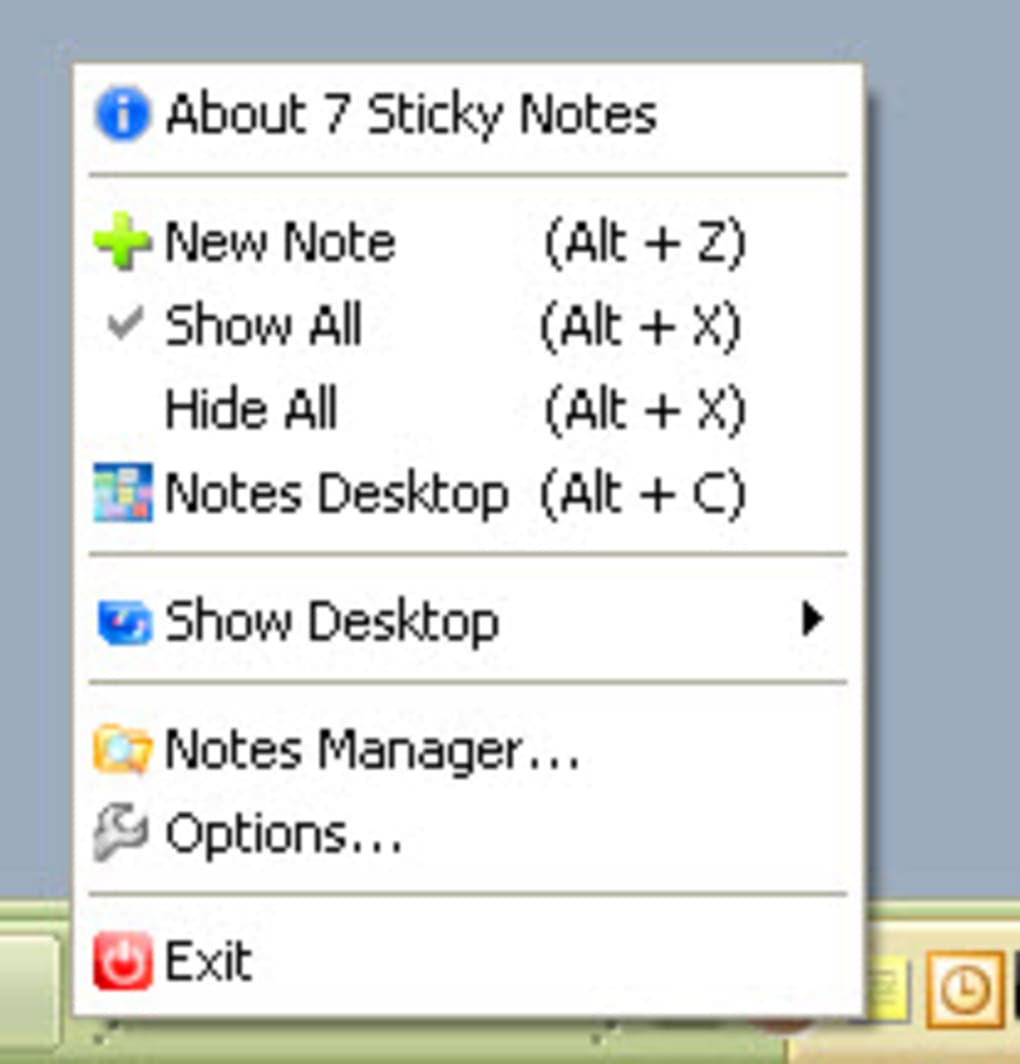 About 7 Sticky Notes
New Note (Alt + Z)
Show All (Alt + X)
Hide All (Alt + X)
Notes Desktop (Alt + C)
Show Desktop
Notes Manager...
Options...
Exit